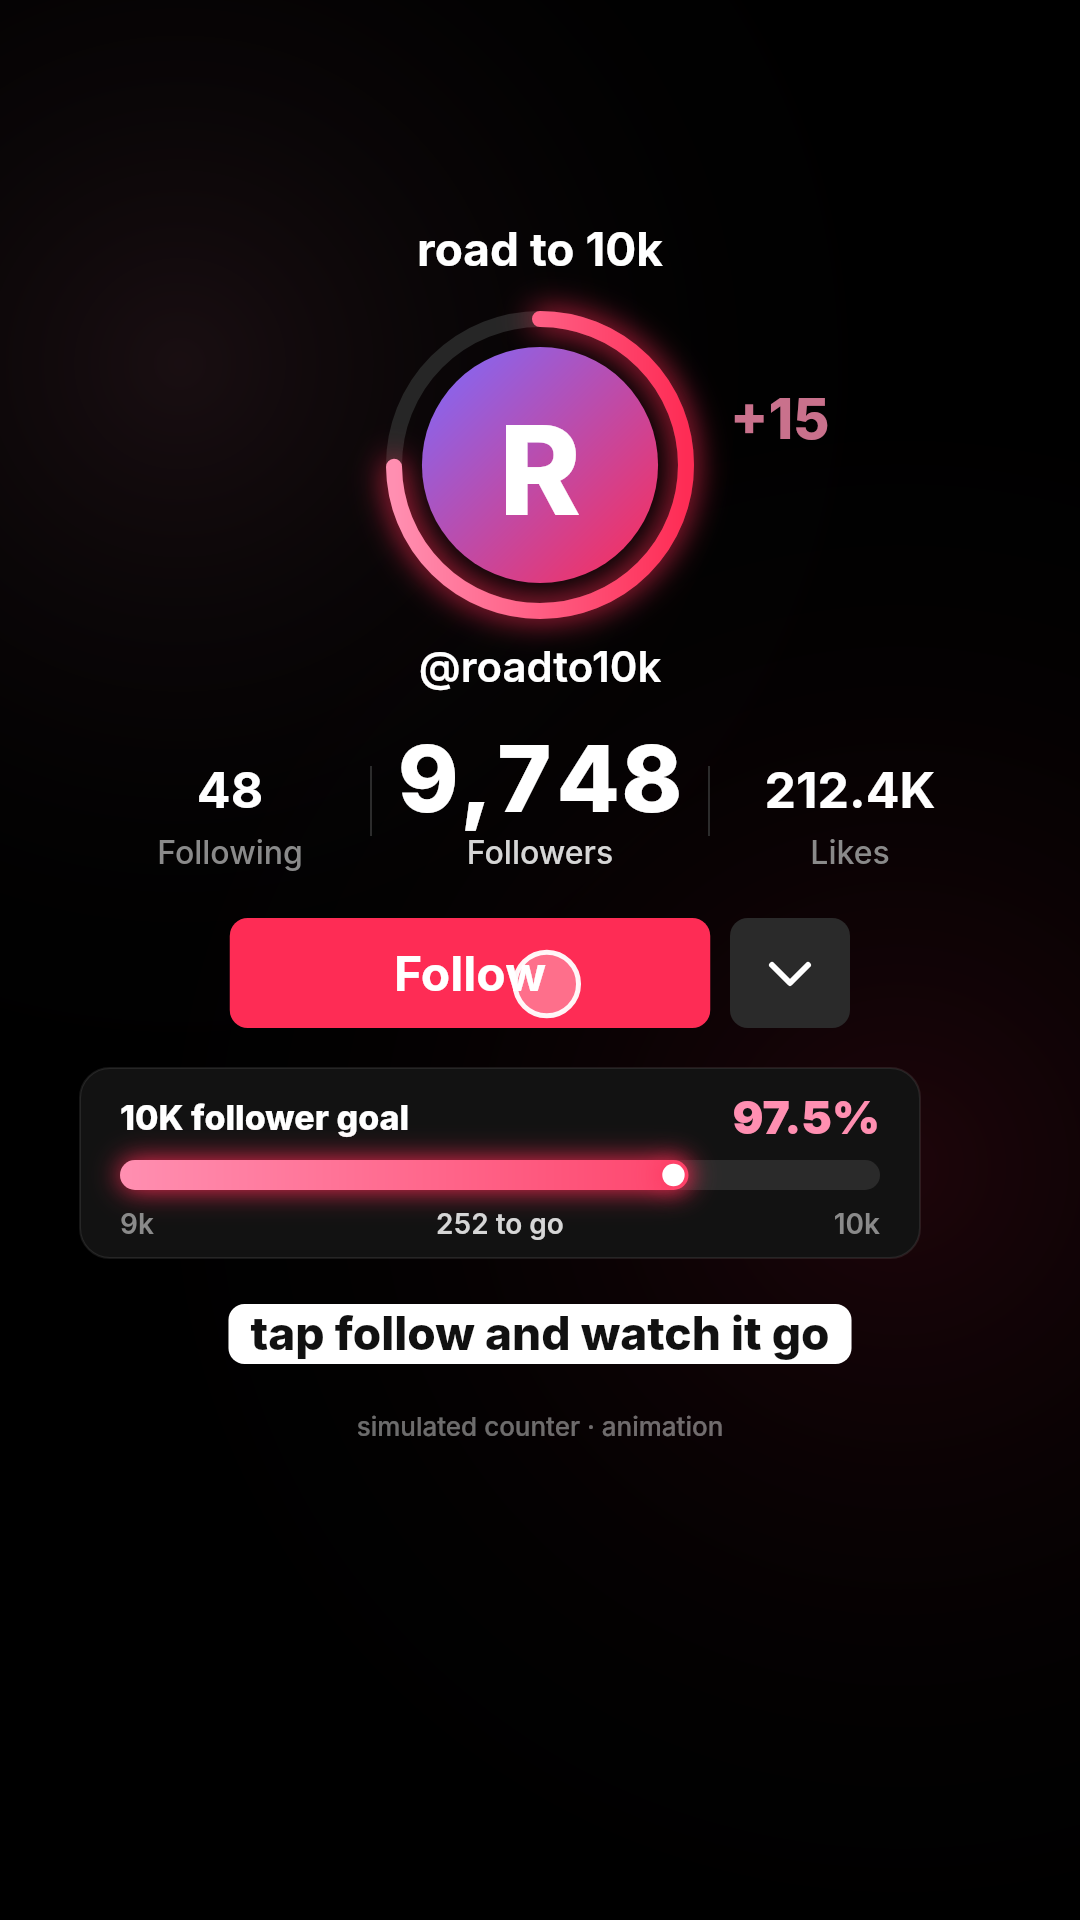 road to 10k
R
+15
@roadto10k
48
Following
9,748
Followers
212.4K
Likes
Follow
10K follower goal
97.5%
9k
252 to go
10k
tap follow and watch it go
simulated counter · animation